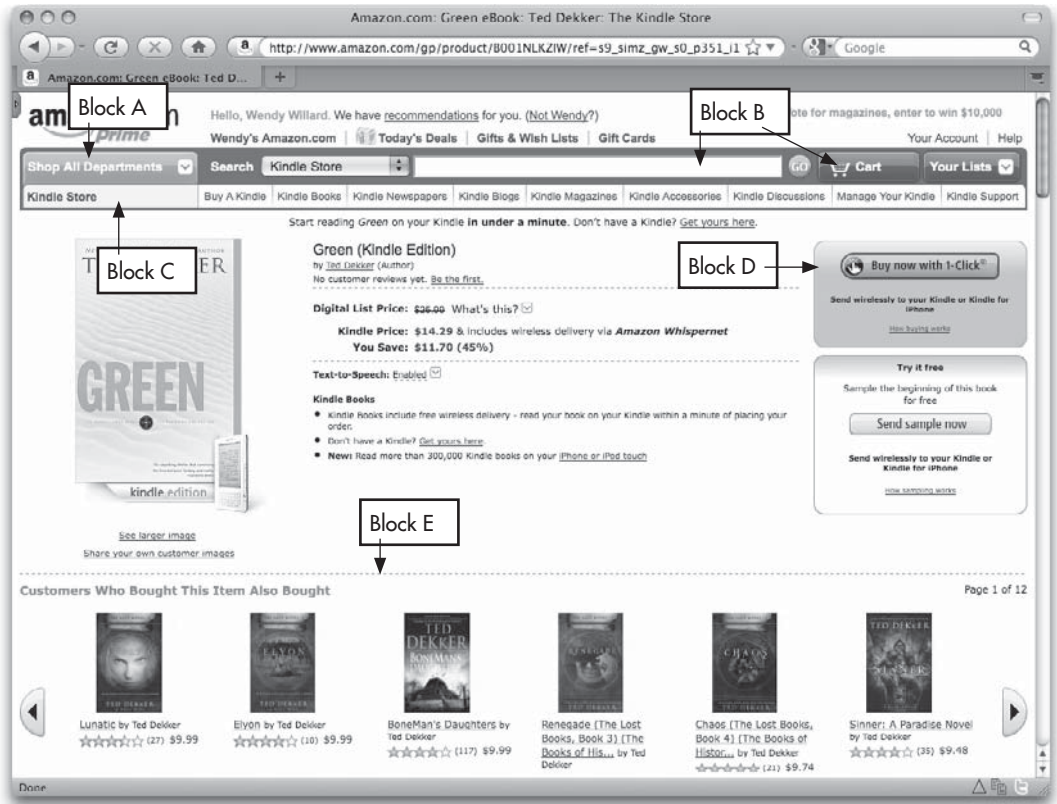 Amazon.com: Green eBook: Ted Dekker: The Kindle Store
http://www.amazon.com/gp/product/B001NLKZIW/ref=s9_simz_gw_s0_p351_i1
Google
Amazon.com: Green eBook: Ted D...
Block A
Block B
am n
Prime
Hello, Wendy Willard. We have recommendations for you. (Not Wendy?)
ote for magazines, enter to win $10,000
Wendy's Amazon.com Today's Deals Gifts & Wish Lists Gift Cards
Your Account Help
Shop All Departments Search Kindle Store GO Cart Your Lists
Kindle Store Buy A Kindle Kindle Books Kindle Newspapers Kindle Blogs Kindle Magazines Kindle Accessories Kindle Discussions Manage Your Kindle Kindle Support
Start reading Green on your Kindle in under a minute. Don't have a Kindle? Get yours here.
Block C
T ER
GREEN
kindle edition
See larger image
Share your own customer images
Green (Kindle Edition)
by Ted Dekker (Author)
No customer reviews yet. Be the first.
Digital List Price: $25.99 What's this?
Kindle Price: $14.29 & includes wireless delivery via Amazon Whispernet
You Save: $11.70 (45%)
Text-to-Speech: Enabled
Kindle Books
• Kindle Books include free wireless delivery - read your book on your Kindle within a minute of placing your
order.
• Don't have a Kindle? Get yours here.
• New: Read more than 300,000 Kindle books on your iPhone or iPod touch
Block D
Buy now with 1-Click®
Send wirelessly to your Kindle or Kindle for
iPhone
How buying works
Try it free
Sample the beginning of this book
for free
Send sample now
Send wirelessly to your Kindle or
Kindle for iPhone
How sampling works
Block E
Customers Who Bought This Item Also Bought
Page 1 of 12
TED
DEKKER
BONEMAN'S
RENEGADE
CHAOS
TED DEKKER
SINNER
ELYON
Lunatic by Ted Dekker
(27) $9.99
Elyon by Ted Dekker
(10) $9.99
BoneMan's Daughters by
Ted Dekker
(117) $9.99
Renegade (The Lost
Books, Book 3) (The
Books of His... by Ted
Dekker
Chaos (The Lost Books,
Book 4) (The Books of
Histor... by Ted Dekker
(21) $9.74
Sinner: A Paradise Novel
by Ted Dekker
(35) $9.48
Done